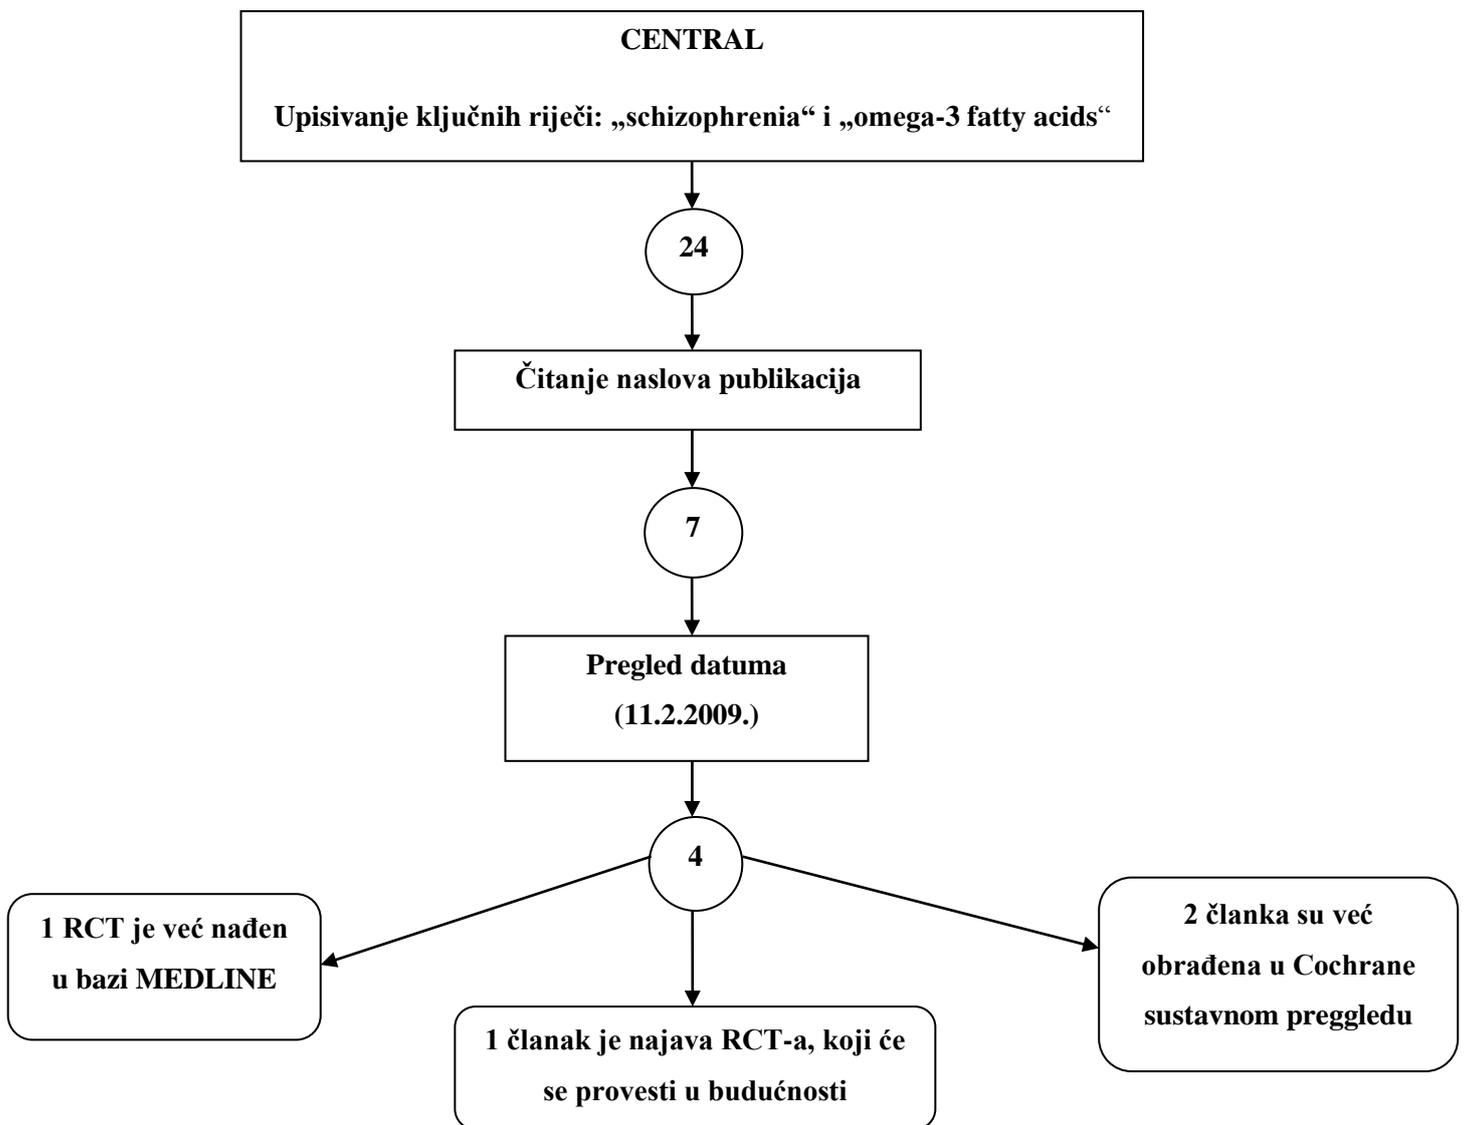 CENTRAL
Upisivanje ključnih riječi: „schizophrenia“ i „omega-3 fatty acids“
24
Čitanje naslova publikacija
7
Pregled datuma
(11.2.2009.)
4
1 RCT je već nađen
u bazi MEDLINE
1 članak je najava RCT-a, koji će
se provesti u budućnosti
2 članka su već
obrađena u Cochrane
sustavnom preggledu